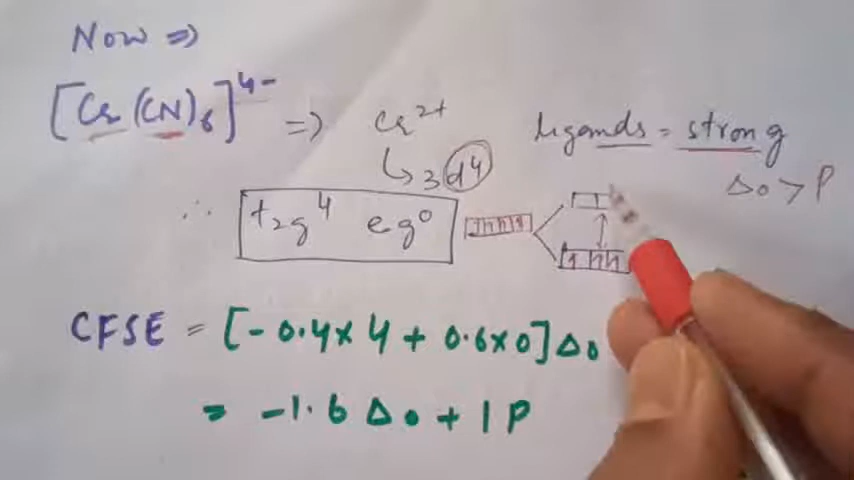 Now ⇒
[Cr(CN)6]⁴⁻ ⇒ Cr²⁺ ligands = strong
↳ 3d⁴ Δo > P
∴ t2g⁴ eg⁰
CFSE = [-0.4×4 + 0.6×0]Δo
= -1.6 Δo + 1P